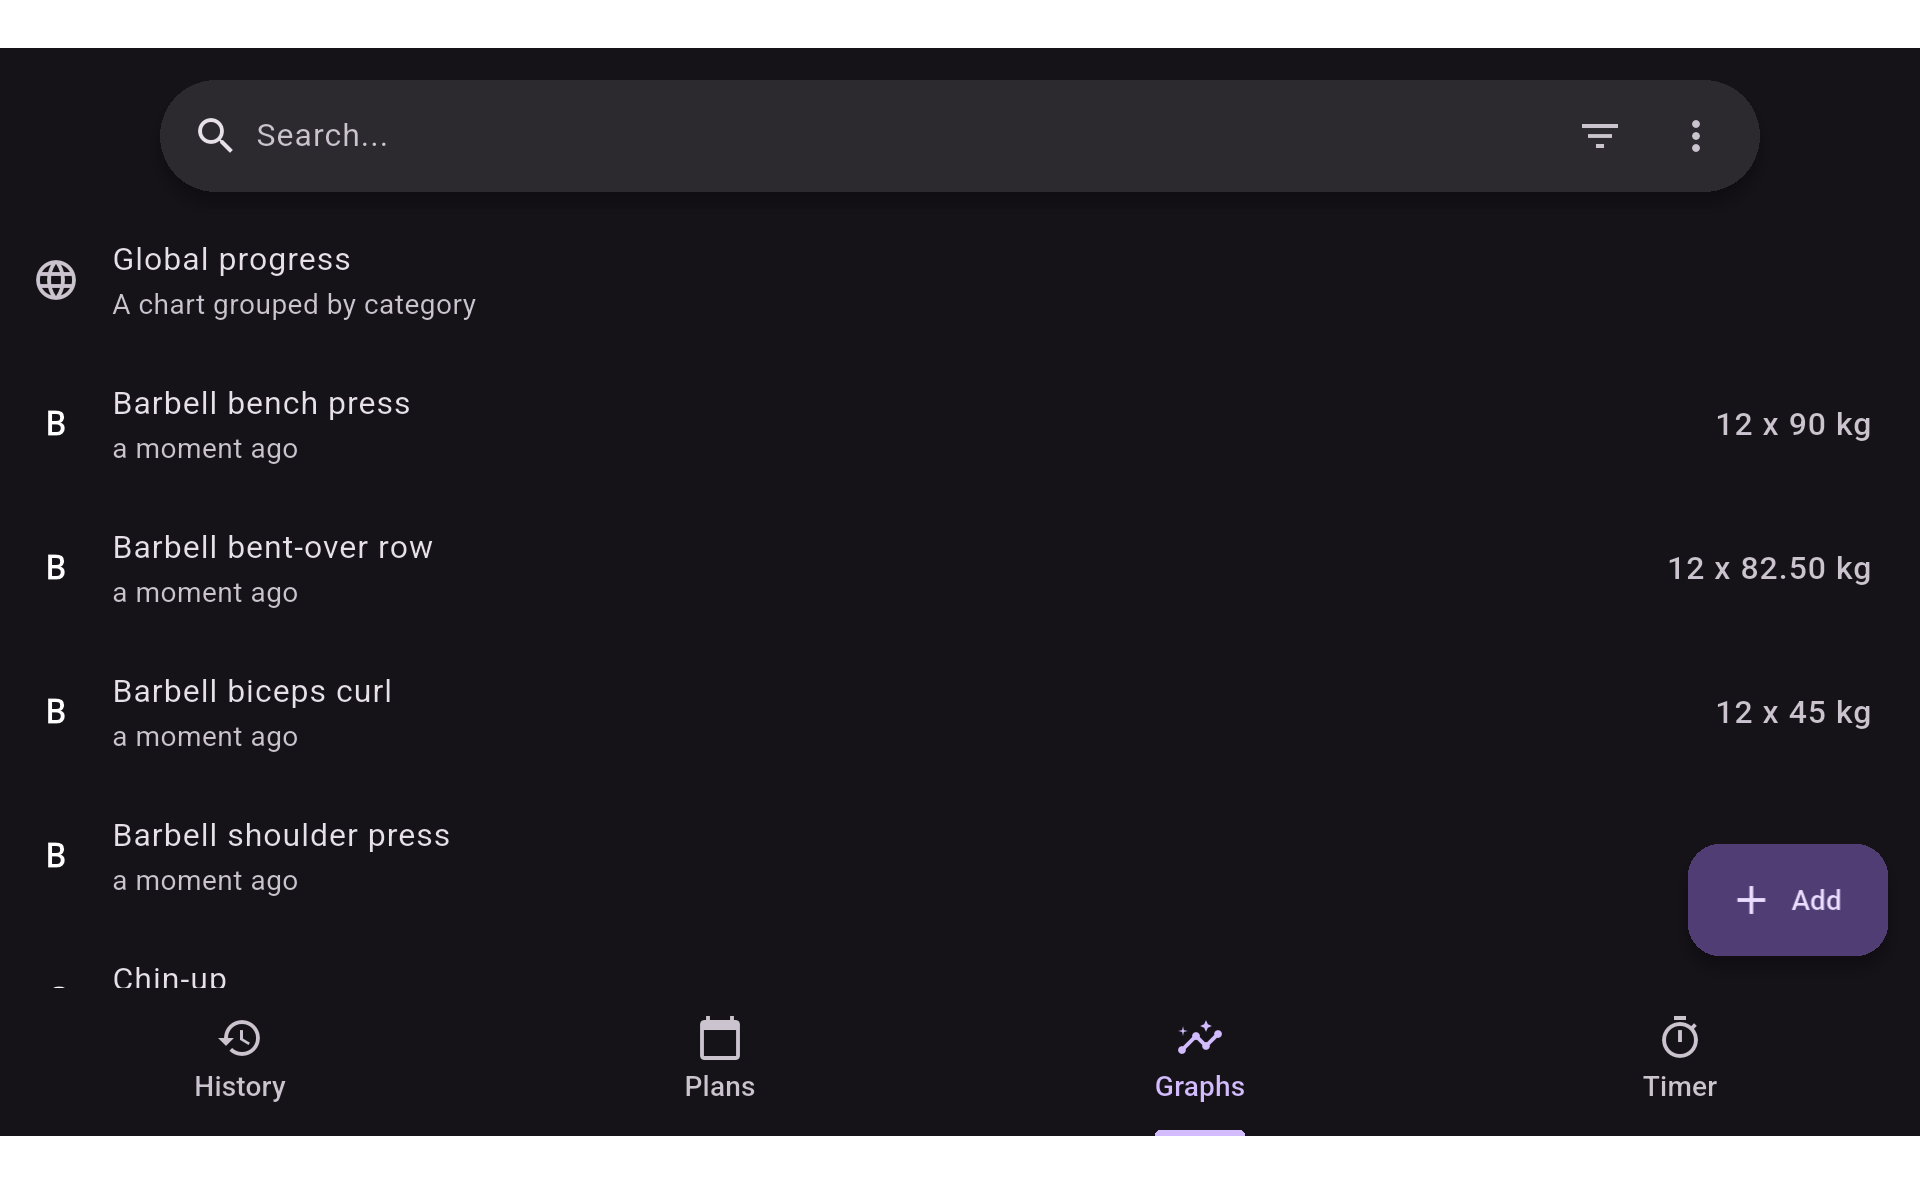 Search...
Global progress
A chart grouped by category
B
Barbell bench press
a moment ago
12 x 90 kg
B
Barbell bent-over row
a moment ago
12 x 82.50 kg
B
Barbell biceps curl
a moment ago
12 x 45 kg
B
Barbell shoulder press
a moment ago
Add
Chin-up
History
Plans
Graphs
Timer